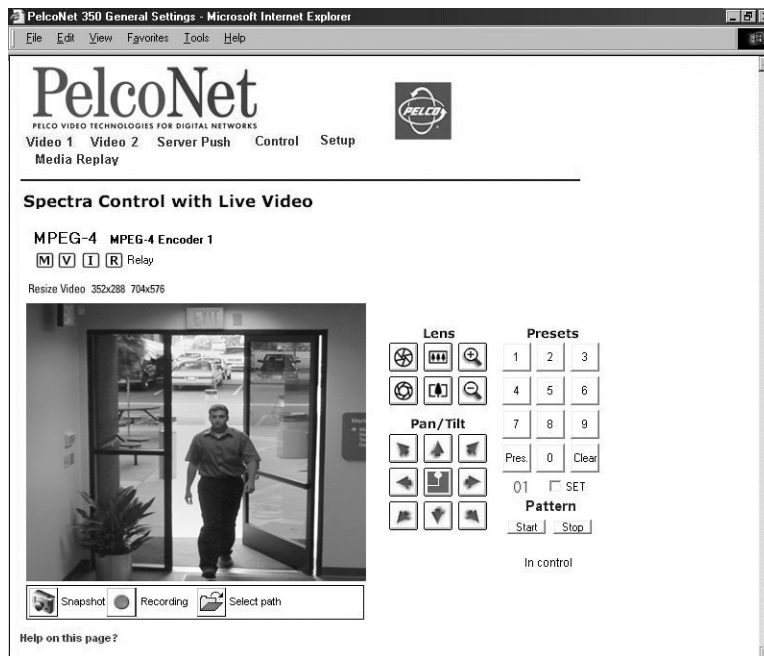 PelcoNet 350 General Settings - Microsoft Internet Explorer
File Edit View Favorites Tools Help
PelcoNet
PELCO VIDEO TECHNOLOGIES FOR DIGITAL NETWORKS
PELCO
Video 1 Video 2 Server Push Control Setup
Media Replay
Spectra Control with Live Video
MPEG-4 MPEG-4 Encoder 1
M V I R Relay
Resize Video 352x288 704x576
EXIT
Lens
Presets
1 2 3
4 5 6
Pan/Tilt
7 8 9
Pres. 0 Clear
01 SET
Pattern
Start Stop
In control
Snapshot Recording Select path
Help on this page?